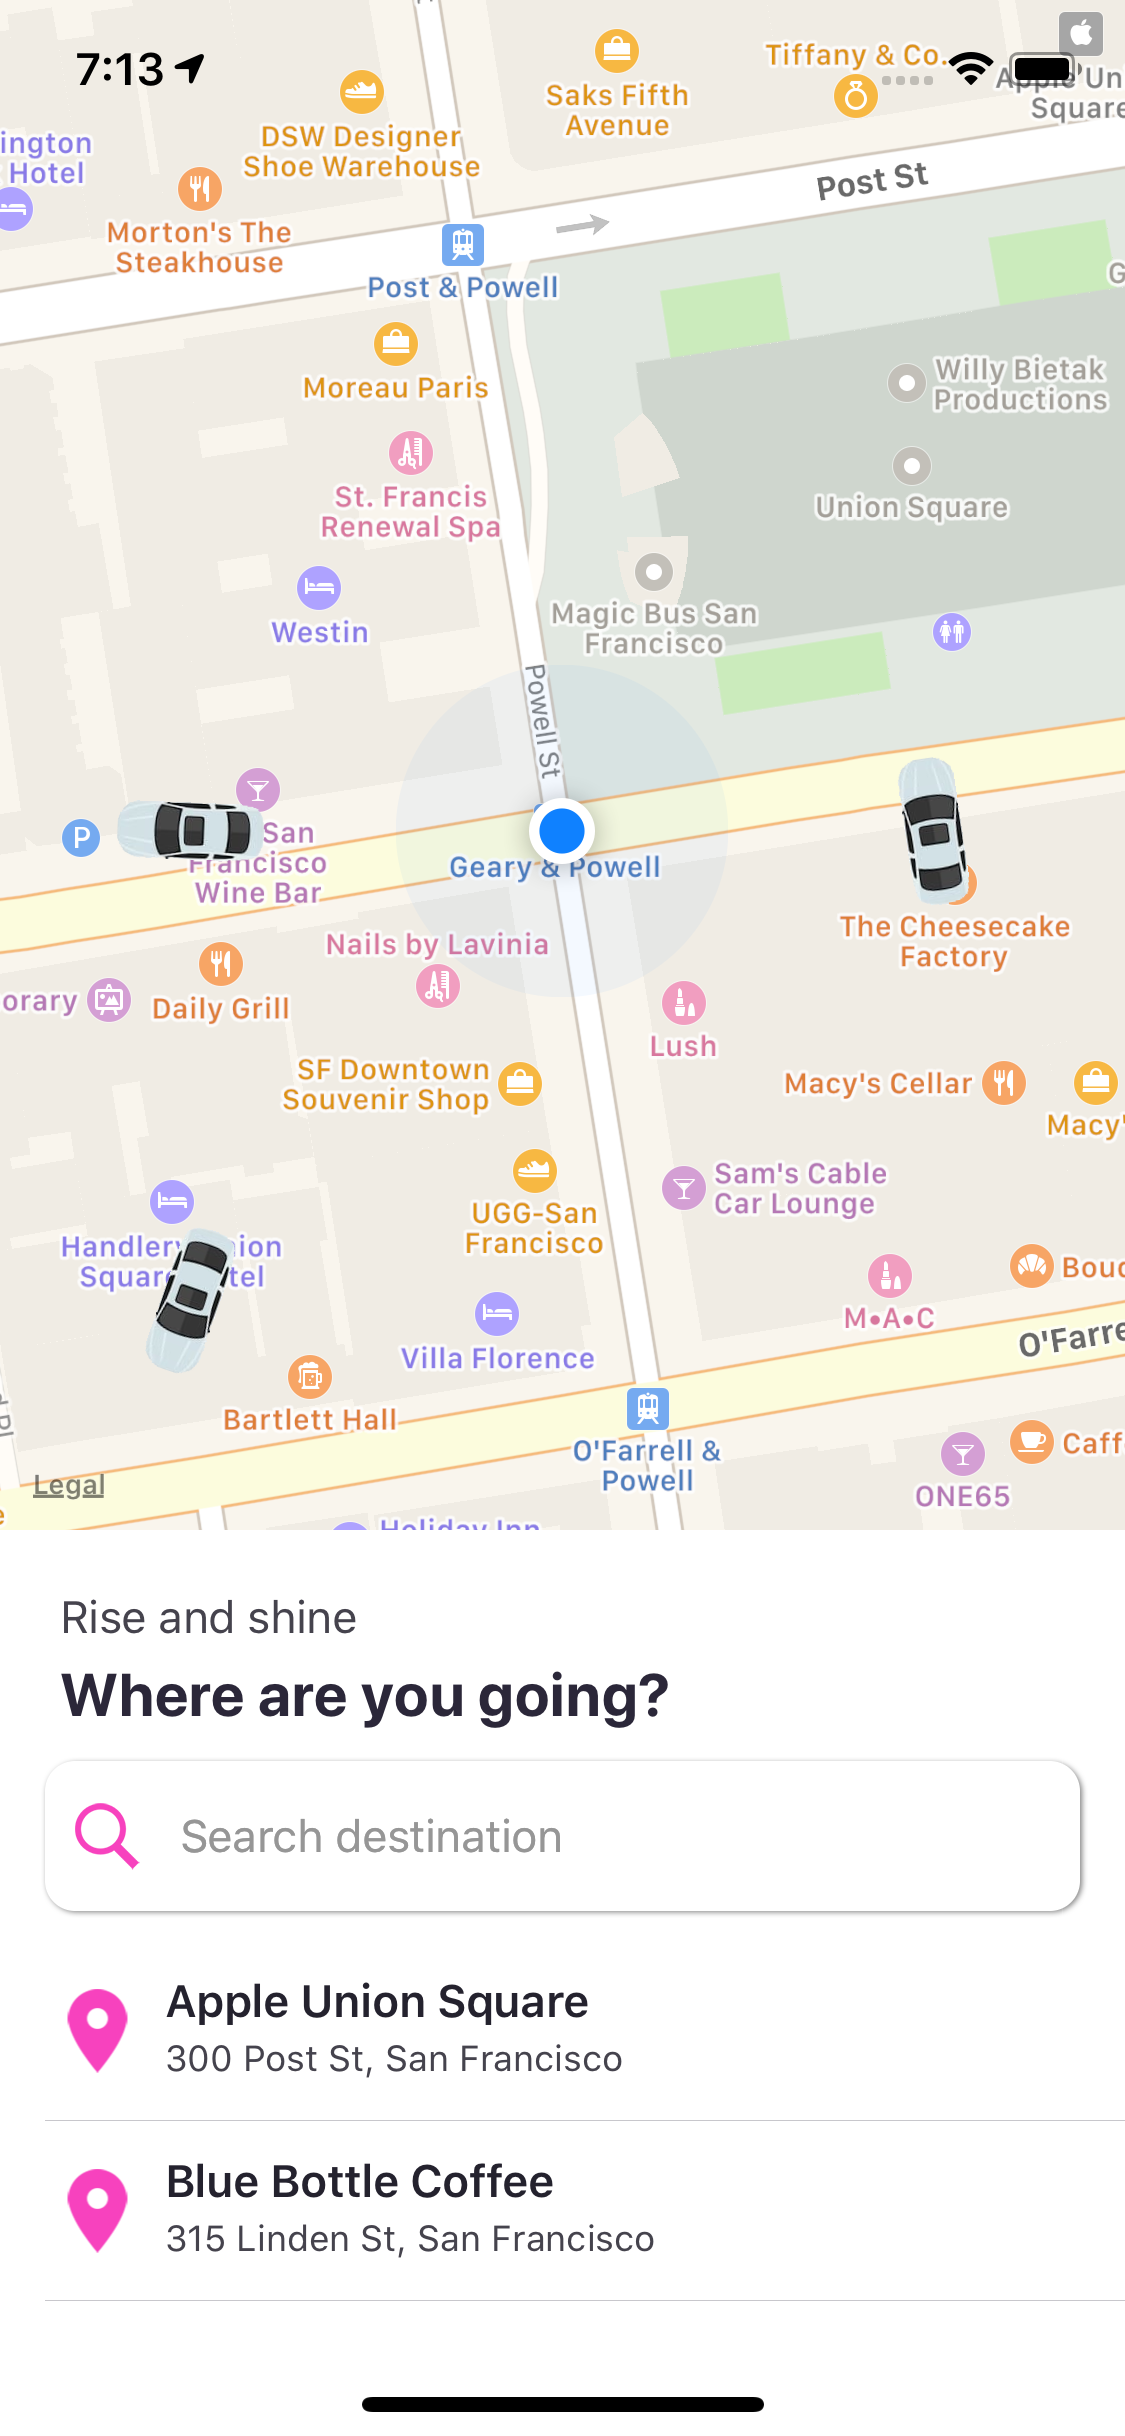 7:13
Tiffany & Co.
Saks Fifth
Avenue
Apple Un
Square
DSW Designer
Shoe Warehouse
ington
Hotel
Morton's The
Steakhouse
Post St
Post & Powell
G
Moreau Paris
Willy Bietak
Productions
St. Francis
Renewal Spa
Union Square
Westin
Magic Bus San
Francisco
Powell St
P
San
Francisco
Wine Bar
Geary & Powell
The Cheesecake
Factory
Nails by Lavinia
orary
Daily Grill
Lush
SF Downtown
Souvenir Shop
Macy's Cellar
Macy'
Sam's Cable
Car Lounge
UGG-San
Francisco
Handlery
ion
Squar
tel
Bouc
M•A•C
O'Farre
Villa Florence
Bartlett Hall
O'Farrell &
Powell
Caff
ONE65
Legal
Holiday Inn
Rise and shine
Where are you going?
Search destination
Apple Union Square
300 Post St, San Francisco
Blue Bottle Coffee
315 Linden St, San Francisco